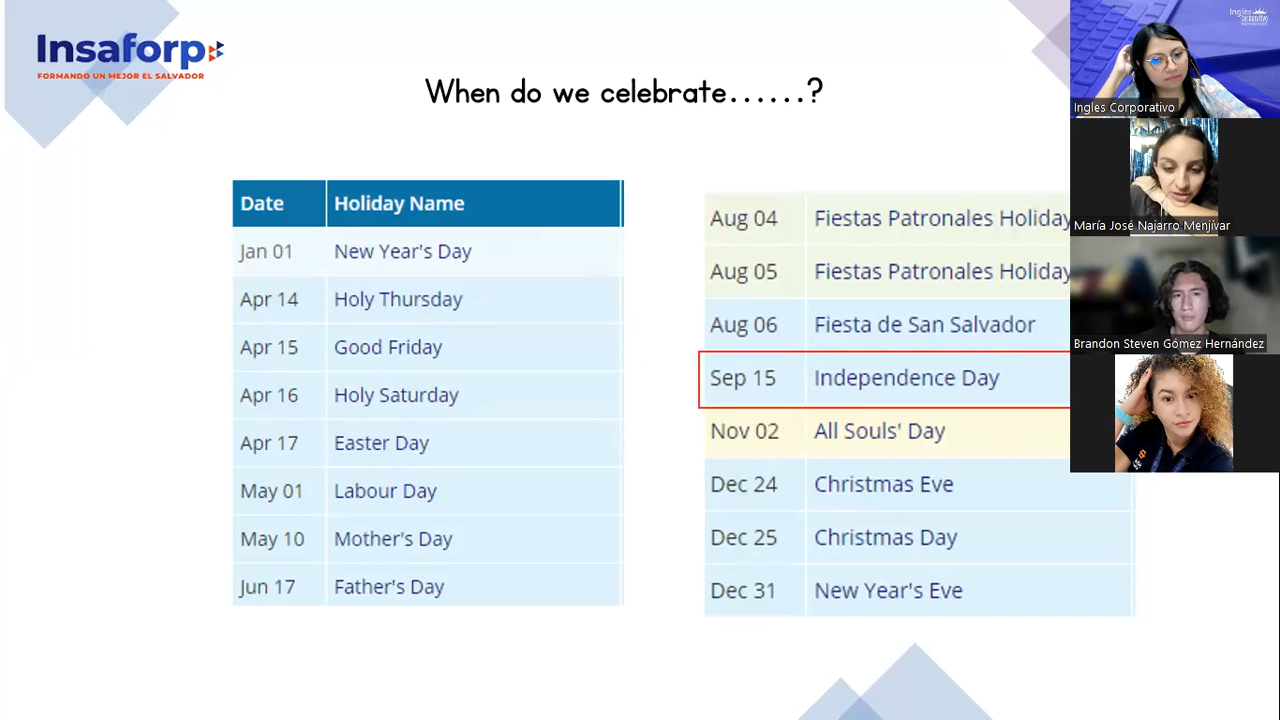 Insaforp
FORMANDO UN MEJOR EL SALVADOR
When do we celebrate......?
Date Holiday Name
Jan 01 New Year's Day
Apr 14 Holy Thursday
Apr 15 Good Friday
Apr 16 Holy Saturday
Apr 17 Easter Day
May 01 Labour Day
May 10 Mother's Day
Jun 17 Father's Day
Aug 04 Fiestas Patronales Holiday
Aug 05 Fiestas Patronales Holiday
Aug 06 Fiesta de San Salvador
Sep 15 Independence Day
Nov 02 All Souls' Day
Dec 24 Christmas Eve
Dec 25 Christmas Day
Dec 31 New Year's Eve
Ingles Corporativo
María José Najarro Menjívar
Brandon Steven Gómez Hernández